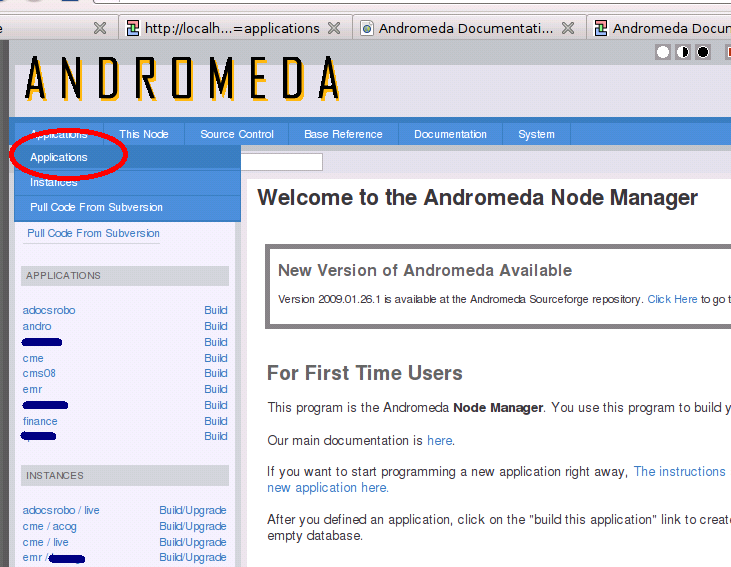 e
http://localh...=applications
Andromeda Documentati...
Andromeda Docum
ANDROMEDA
Applications This Node Source Control Base Reference Documentation System
Applications
Instances
Pull Code From Subversion
Pull Code From Subversion
APPLICATIONS
adocsrobo Build
andro Build
Build
cme Build
cms08 Build
emr Build
Build
finance Build
Build
INSTANCES
adocsrobo / live Build/Upgrade
cme / acog Build/Upgrade
cme / live Build/Upgrade
emr / Build/Upgrade
Welcome to the Andromeda Node Manager
New Version of Andromeda Available
Version 2009.01.26.1 is available at the Andromeda Sourceforge repository. Click Here to go t
For First Time Users
This program is the Andromeda Node Manager. You use this program to build y
Our main documentation is here.
If you want to start programming a new application right away, The instructions
new application here.
After you defined an application, click on the "build this application" link to creat
empty database.